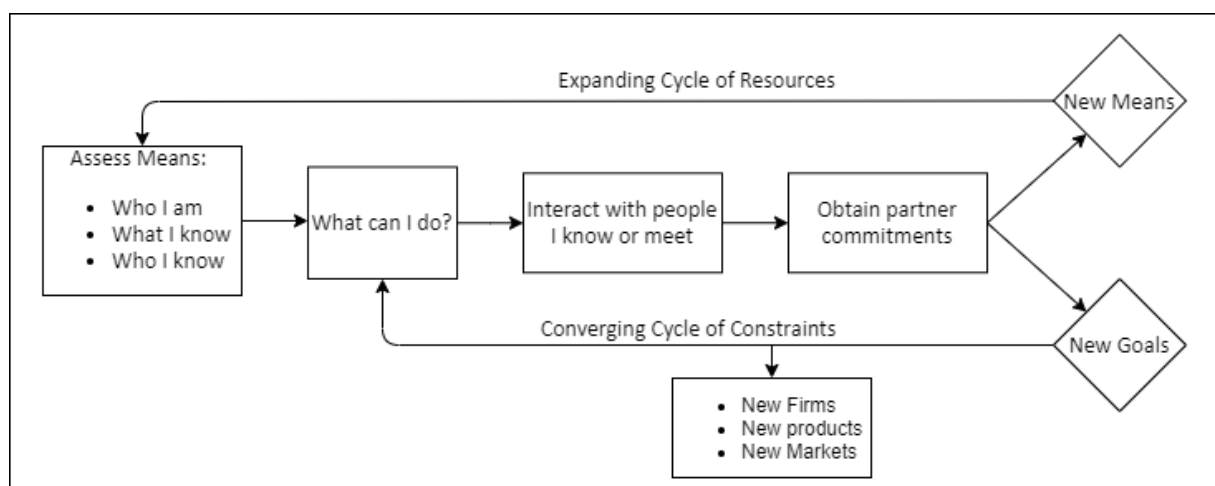 Expanding Cycle of Resources
New Means
Assess Means:
• Who I am
• What I know
• Who I know
What can I do?
Interact with people
I know or meet
Obtain partner
commitments
Converging Cycle of Constraints
New Goals
• New Firms
• New products
• New Markets